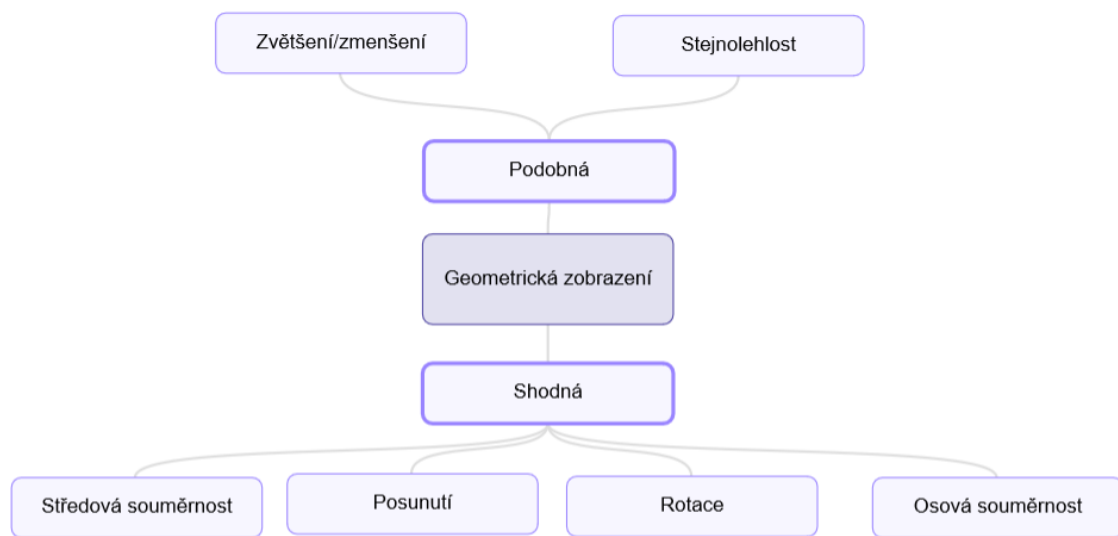 Zvětšení/zmenšení
Stejnolehlost
Podobná
Geometrická zobrazení
Shodná
Středová souměrnost
Posunutí
Rotace
Osová souměrnost